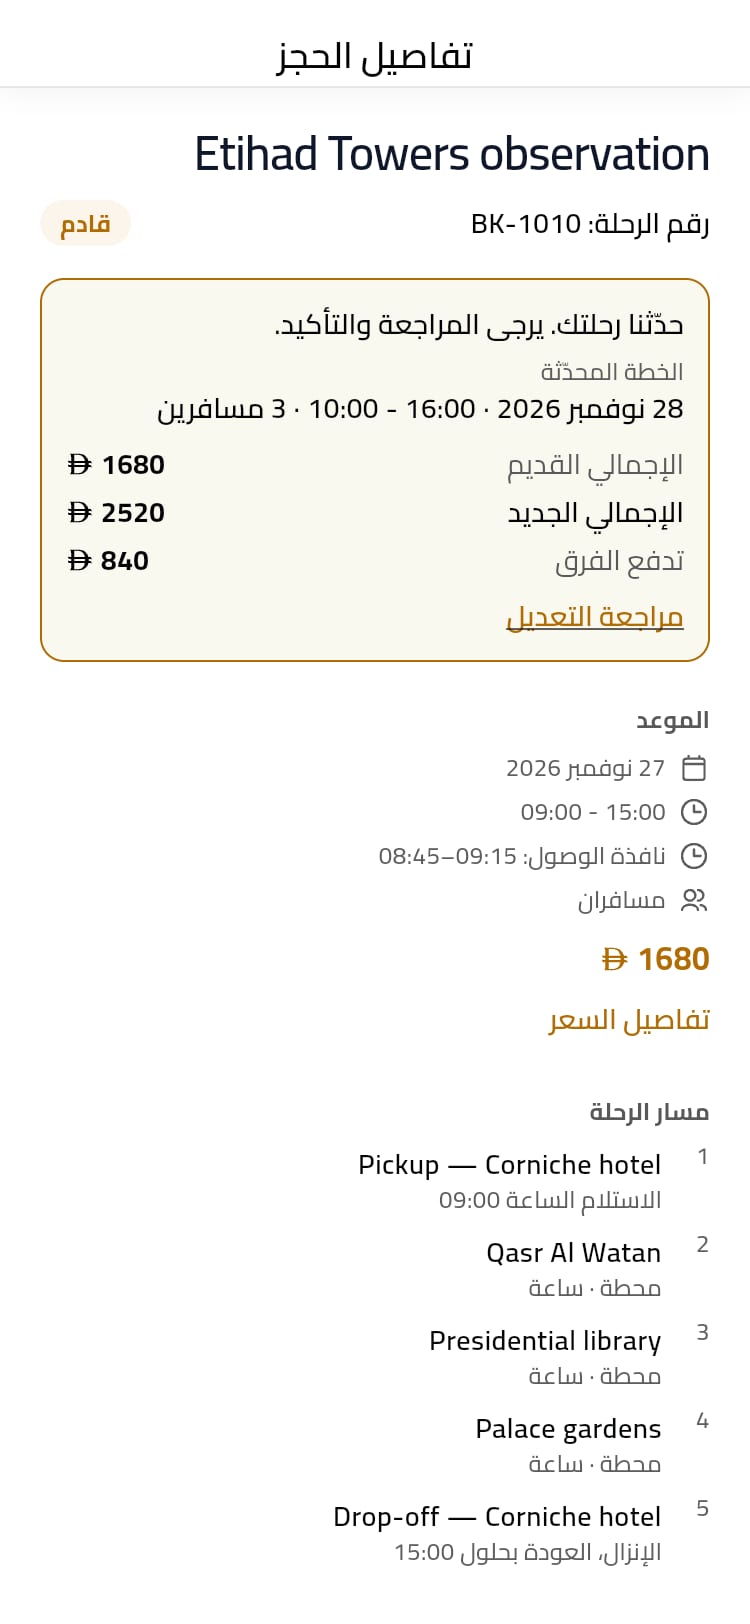 تفاصيل الحجز
Etihad Towers observation
رقم الرحلة: BK-1010
قادم
حدّثنا رحلتك. يرجى المراجعة والتأكيد.
الخطة المحدّثة
28 نوفمبر 2026 · 16:00 - 10:00 · 3 مسافرين
الإجمالي القديم 1680
الإجمالي الجديد 2520
تدفع الفرق 840
مراجعة التعديل
الموعد
27 نوفمبر 2026
15:00 - 09:00
نافذة الوصول: 09:15–08:45
مسافران
1680
تفاصيل السعر
مسار الرحلة
1 Pickup — Corniche hotel
الاستلام الساعة 09:00
2 Qasr Al Watan
محطة · ساعة
3 Presidential library
محطة · ساعة
4 Palace gardens
محطة · ساعة
5 Drop-off — Corniche hotel
الإنزال، العودة بحلول 15:00